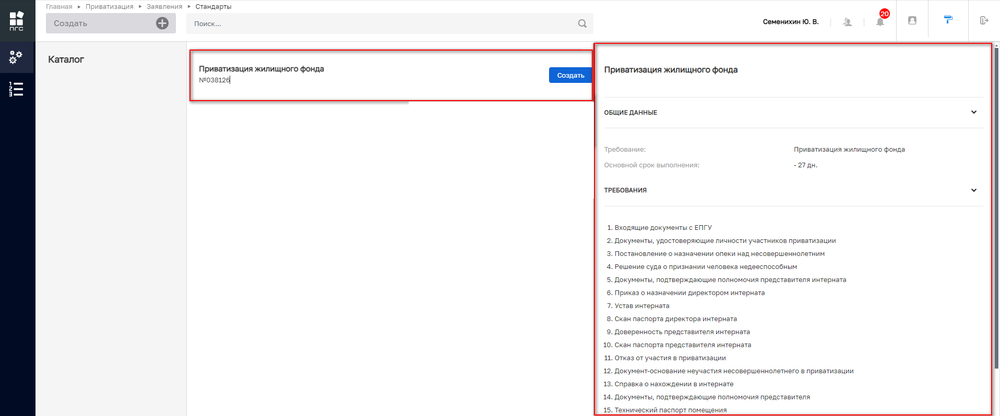 Главная ▸ Приватизация ▸ Заявления ▸ Стандарты
пгс
Создать
Поиск...
Семенихин Ю. В.
20
Каталог
Приватизация жилищного фонда
№038126
Создать
Приватизация жилищного фонда
ОБЩИЕ ДАННЫЕ
Требование: Приватизация жилищного фонда
Основной срок выполнения: - 27 дн.
ТРЕБОВАНИЯ
1. Входящие документы с ЕПГУ
2. Документы, удостоверяющие личности участников приватизации
3. Постановление о назначении опеки над несовершеннолетним
4. Решение суда о признании человека недееспособным
5. Документы, подтверждающие полномочия представителя интерната
6. Приказ о назначении директором интерната
7. Устав интерната
8. Скан паспорта директора интерната
9. Доверенность представителя интерната
10. Скан паспорта представителя интерната
11. Отказ от участия в приватизации
12. Документ-основание неучастия несовершеннолетнего в приватизации
13. Справка о нахождении в интернате
14. Документы, подтверждающие полномочия представителя
15. Технический паспорт помещения